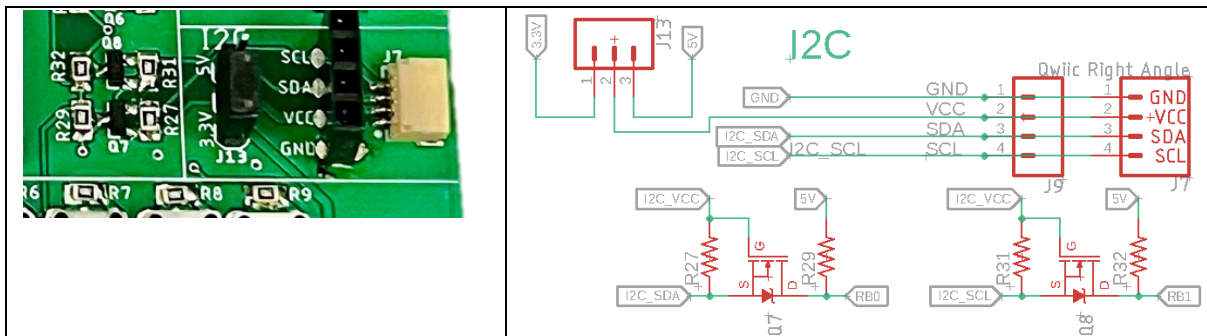 Q6
Q8
R32
R31
R29
R27
Q7
I2C
5V
3.3V
J13
SCL
SDA
VCC
GND
J7
R6
R7
R8
R9
3.3V
J13
5V
I2C
1
2
3
Qwiic Right Angle
GND
GND
1
1
GND
VCC
2
2
+VCC
I2C_SDA
SDA
3
3
SDA
I2C_SCL
I2C_SCL
SCL
4
4
SCL
J9
J7
I2C_VCC
5V
R27
G
R29
I2C_SDA
S
D
RB0
Q7
I2C_VCC
5V
R31
G
R32
I2C_SCL
S
D
RB1
Q8